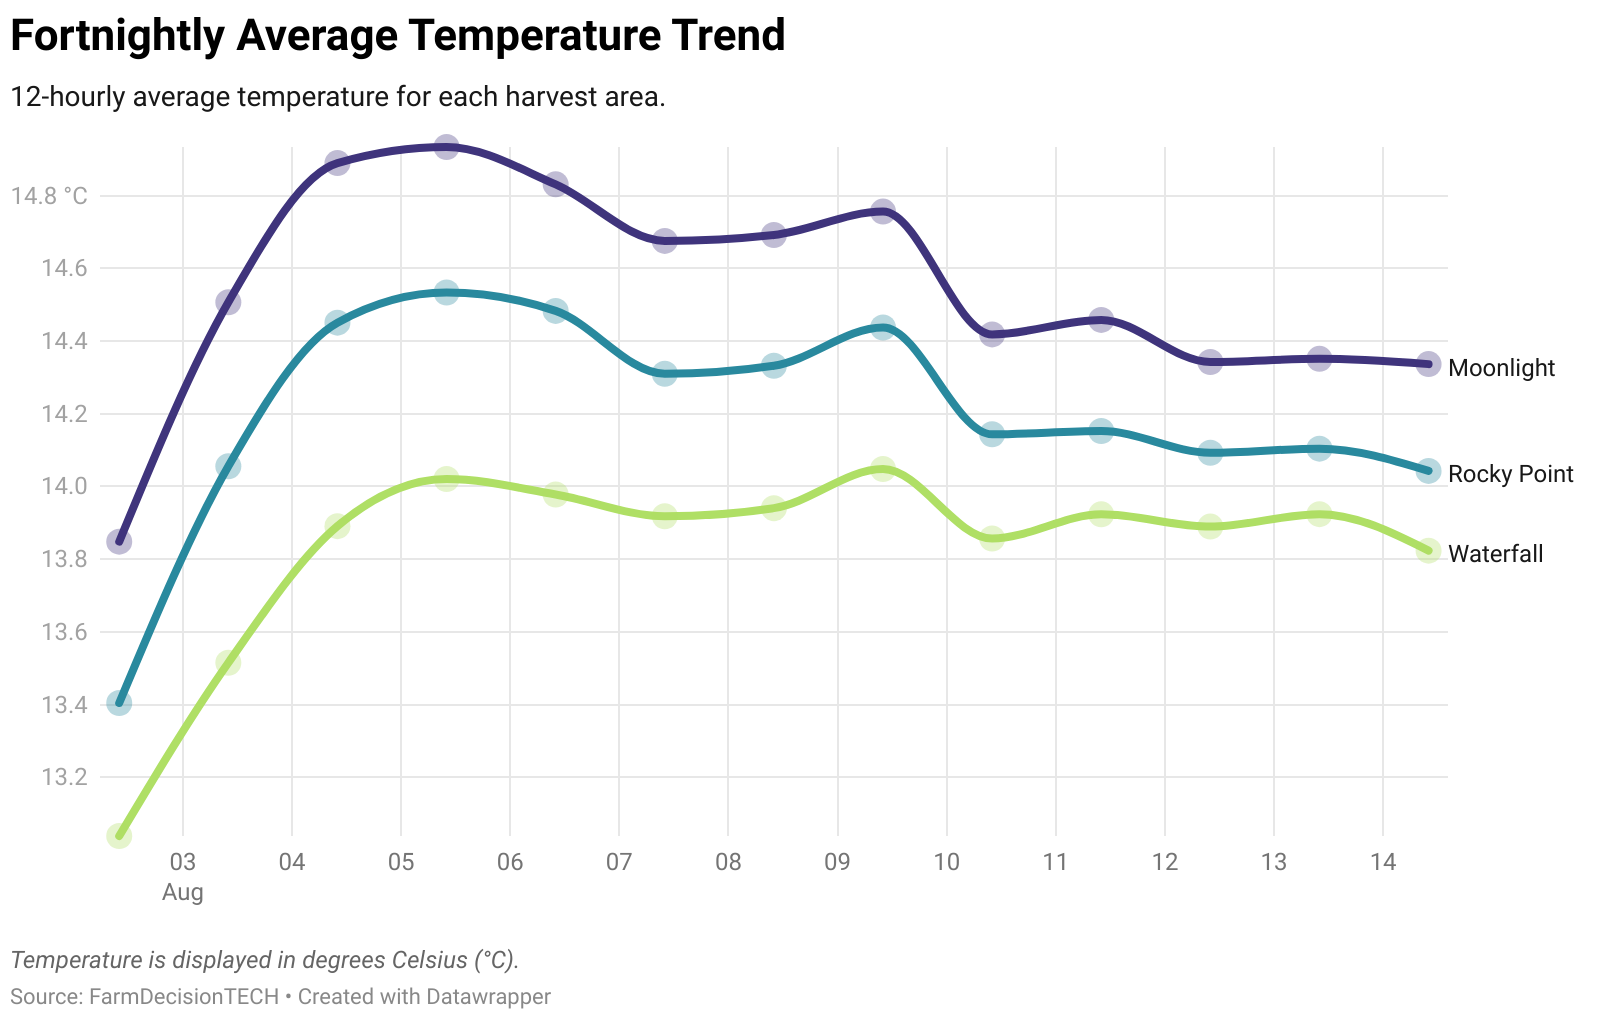 Fortnightly Average Temperature Trend
12-hourly average temperature for each harvest area.
14.8 °C
14.6
14.4
14.2
14.0
13.8
13.6
13.4
13.2
Moonlight
Rocky Point
Waterfall
03 04 05 06 07 08 09 10 11 12 13 14
Aug
Temperature is displayed in degrees Celsius (°C).
Source: FarmDecisionTECH • Created with Datawrapper